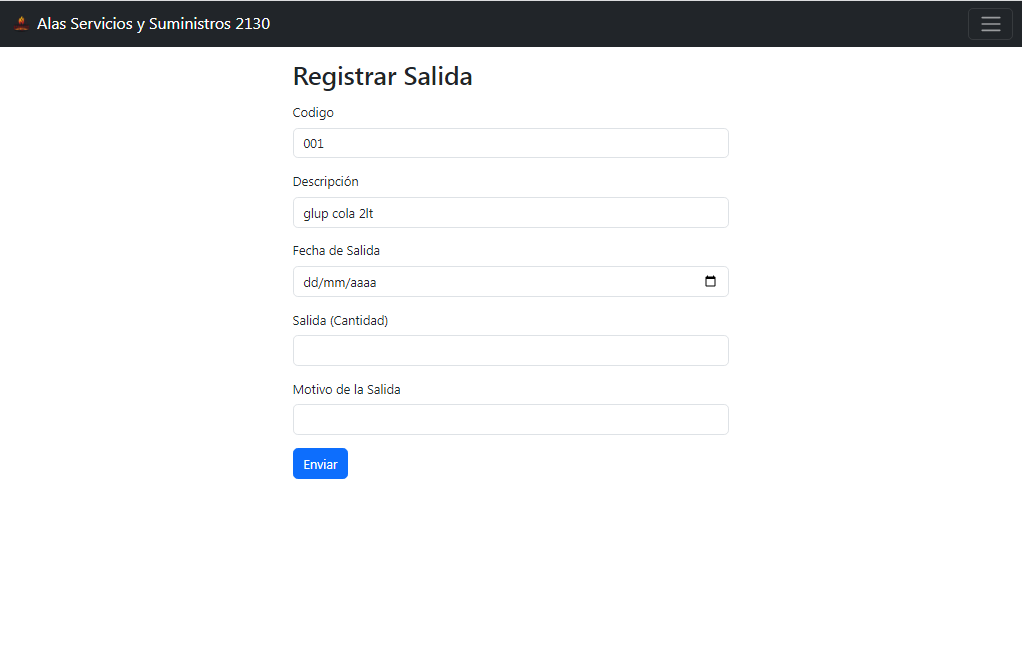 Alas Servicios y Suministros 2130
Registrar Salida
Codigo
001
Descripción
glup cola 2lt
Fecha de Salida
dd/mm/aaaa
Salida (Cantidad)
Motivo de la Salida
Enviar